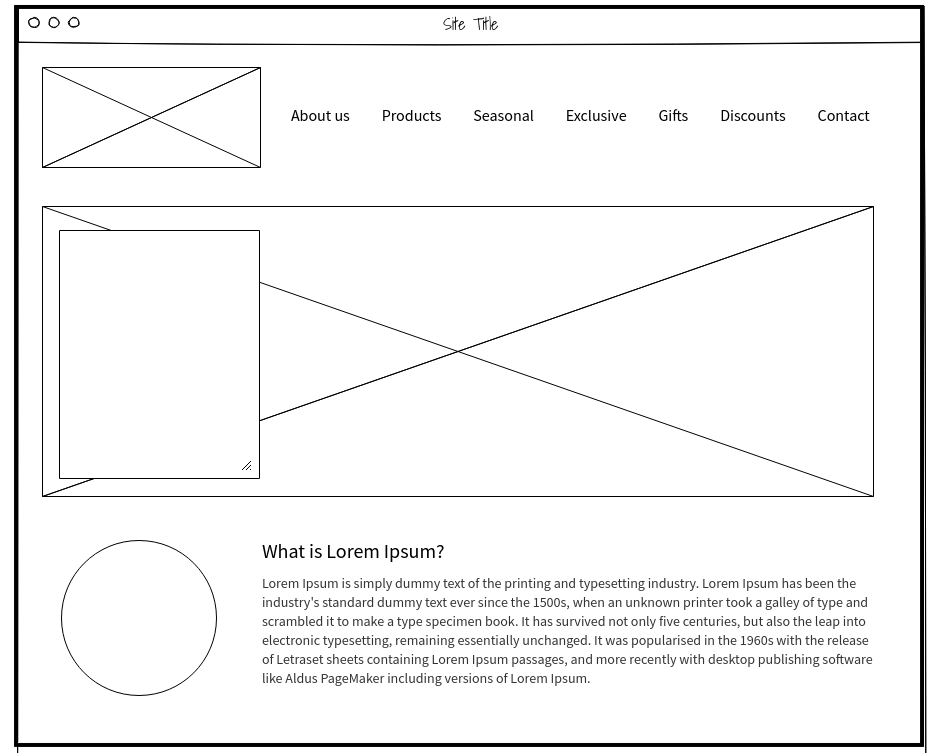 Site Title
About us Products Seasonal Exclusive Gifts Discounts Contact
What is Lorem Ipsum?
Lorem Ipsum is simply dummy text of the printing and typesetting industry. Lorem Ipsum has been the
industry's standard dummy text ever since the 1500s, when an unknown printer took a galley of type and
scrambled it to make a type specimen book. It has survived not only five centuries, but also the leap into
electronic typesetting, remaining essentially unchanged. It was popularised in the 1960s with the release
of Letraset sheets containing Lorem Ipsum passages, and more recently with desktop publishing software
like Aldus PageMaker including versions of Lorem Ipsum.